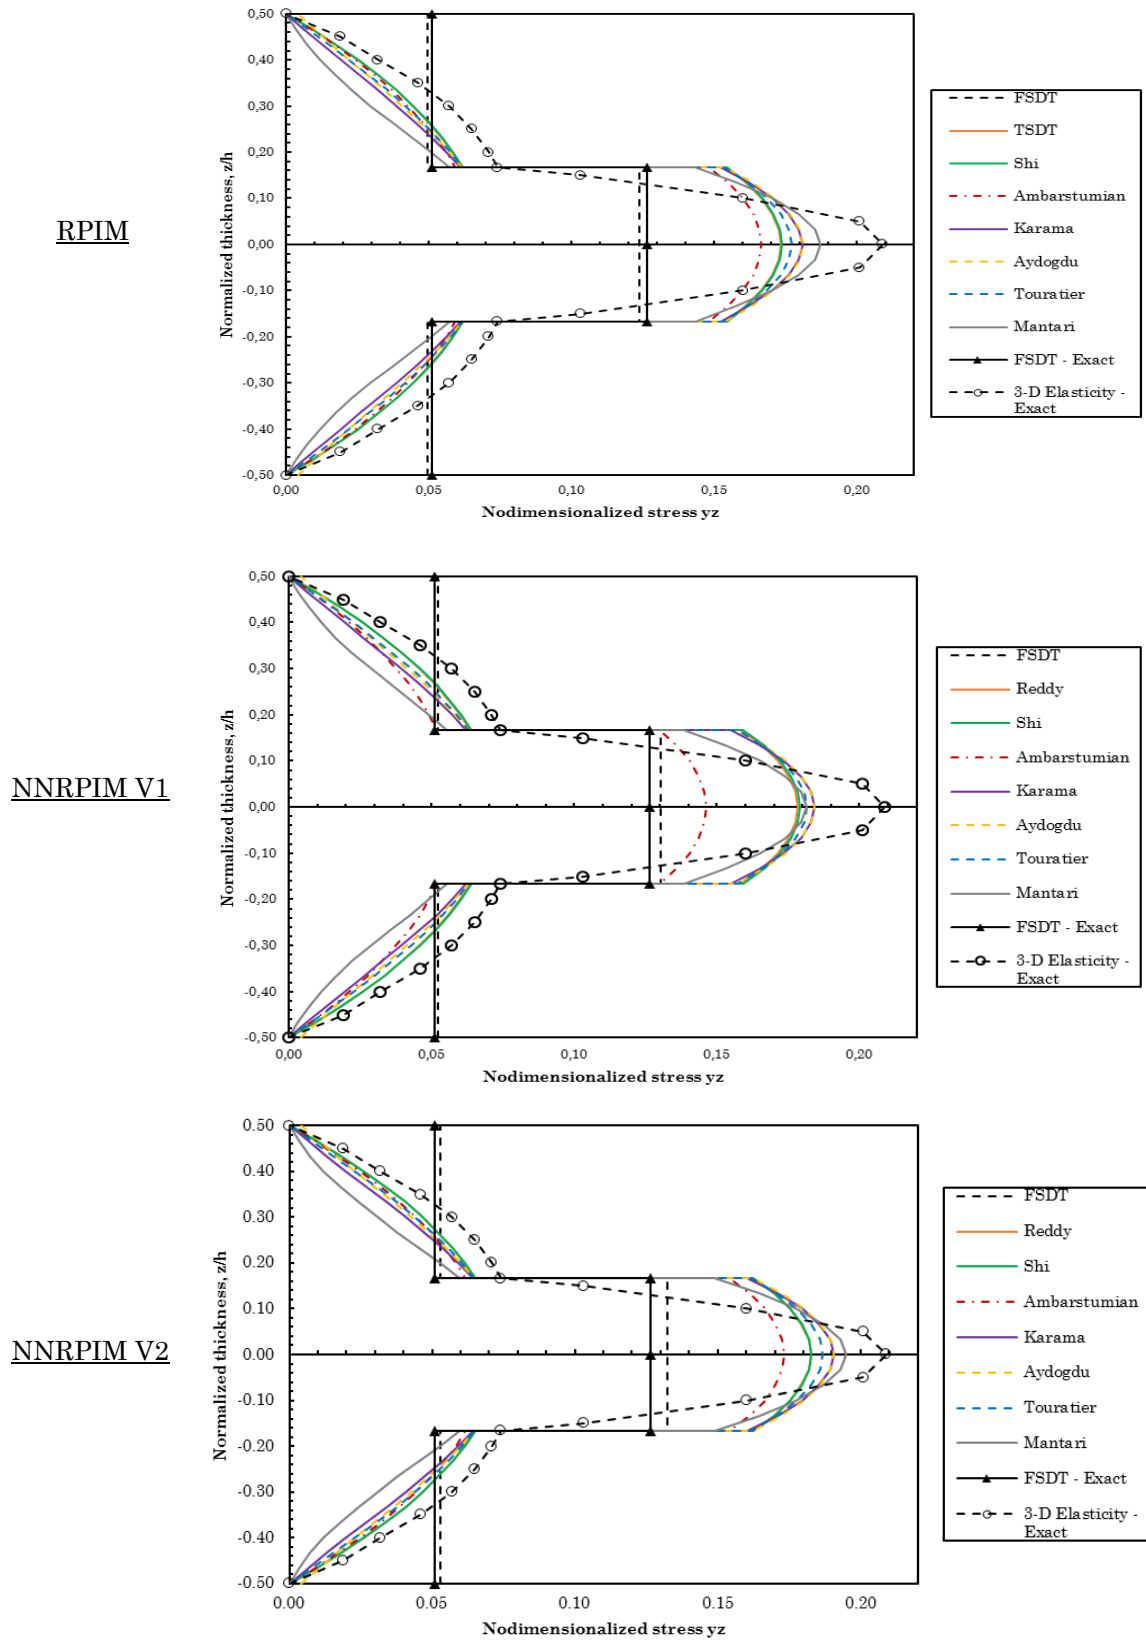 RPIM
Normalized thickness, z/h
0,50
0,40
0,30
0,20
0,10
0,00
-0,10
-0,20
-0,30
-0,40
-0,50
0,00 0,05 0,10 0,15 0,20
Nodimensionalized stress yz
FSDT
TSDT
Shi
Ambarstumian
Karama
Aydogdu
Touratier
Mantari
FSDT - Exact
3-D Elasticity -
Exact
NNRPIM V1
Normalized thickness, z/h
0,50
0,40
0,30
0,20
0,10
0,00
-0,10
-0,20
-0,30
-0,40
-0,50
0,00 0,05 0,10 0,15 0,20
Nodimensionalized stress yz
FSDT
Reddy
Shi
Ambarstumian
Karama
Aydogdu
Touratier
Mantari
FSDT - Exact
3-D Elasticity -
Exact
NNRPIM V2
Normalized thickness, z/h
0.50
0.40
0.30
0.20
0.10
0.00
-0.10
-0.20
-0.30
-0.40
-0.50
0.00 0.05 0.10 0.15 0.20
Nodimensionalized stress yz
FSDT
Reddy
Shi
Ambarstumian
Karama
Aydogdu
Touratier
Mantari
FSDT - Exact
3-D Elasticity -
Exact